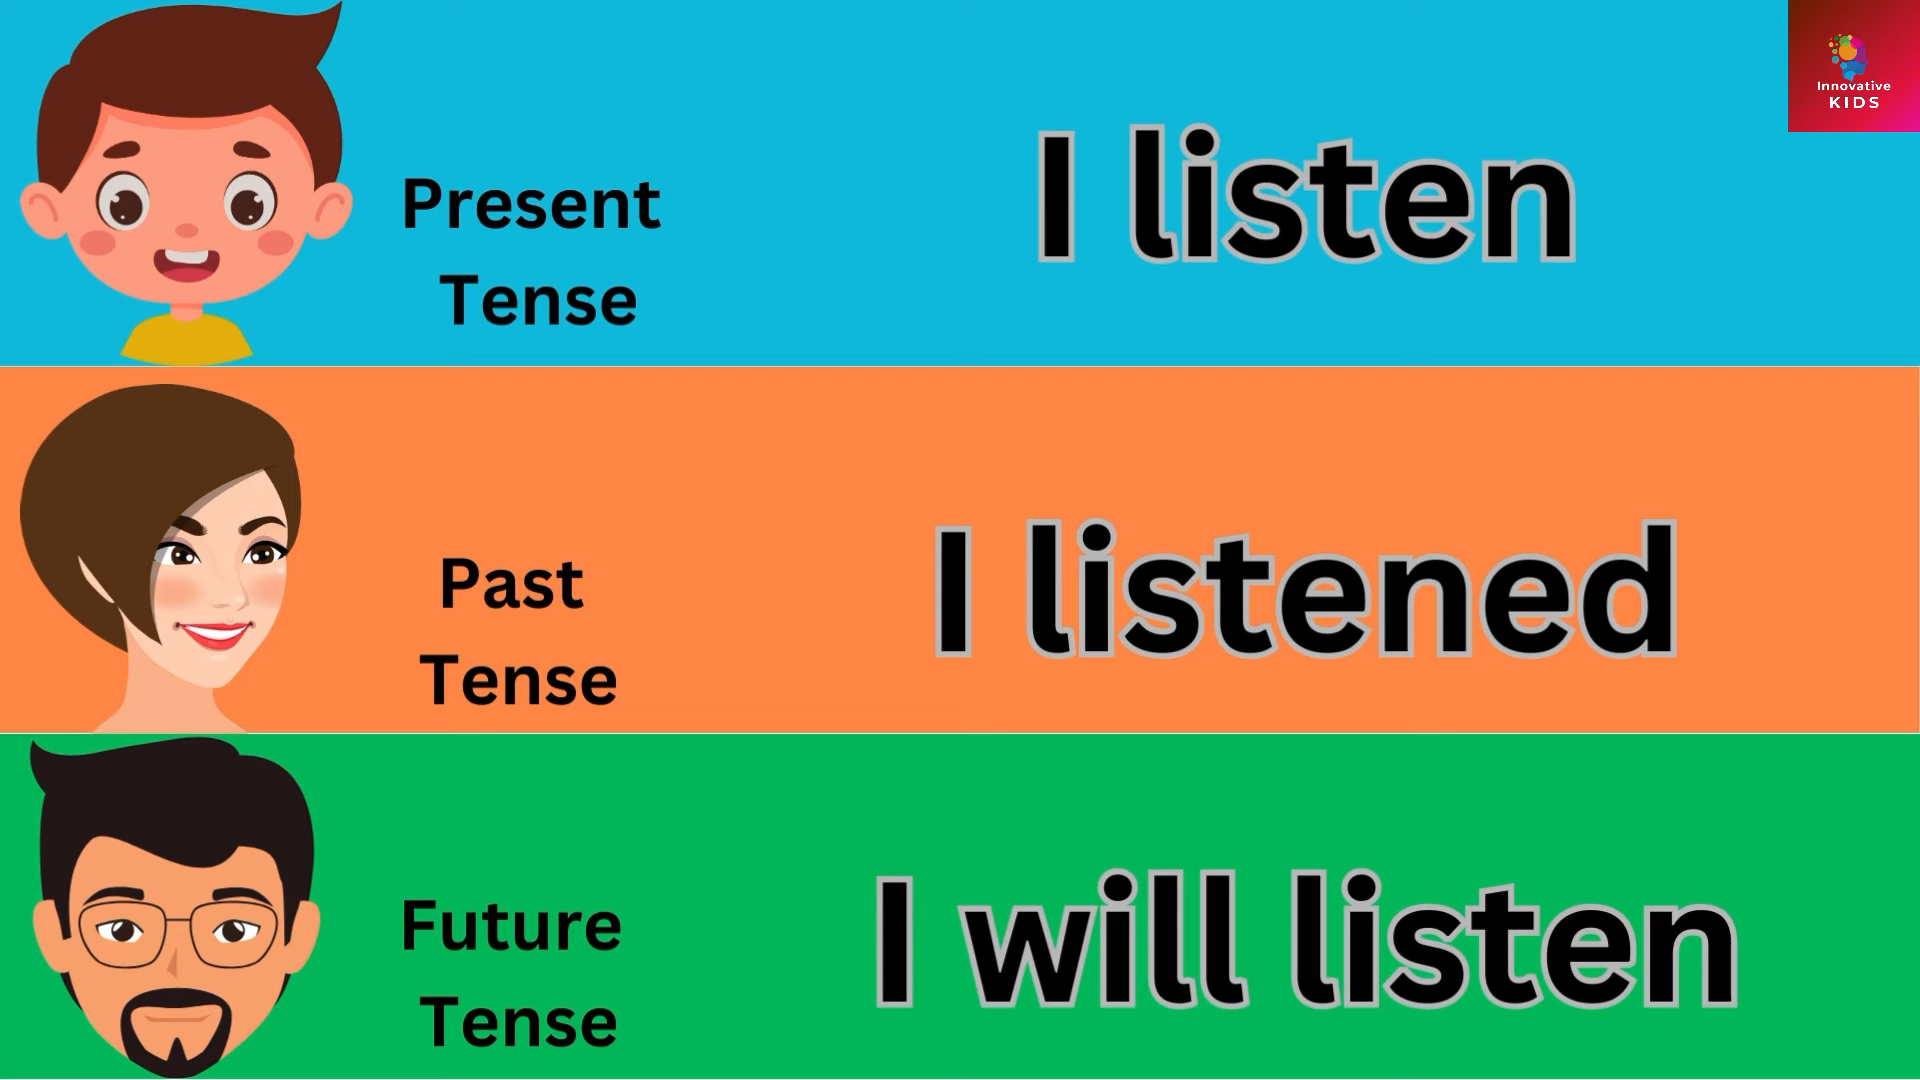 Innovative
KIDS
Present
Tense
I listen
Past
Tense
I listened
Future
Tense
I will listen